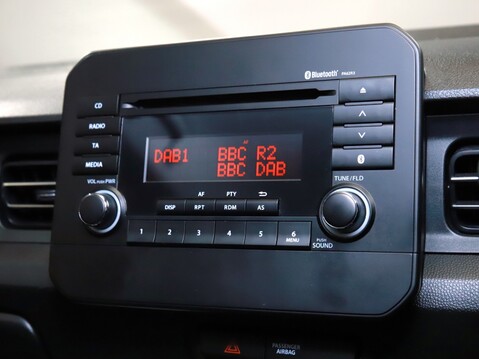 Bluetooth
CD
RADIO
TA
MEDIA
DAB1 BBC R2
BBC DAB
VOL PUSH PWR
TUNE/FLD
AF PTY
DISP RPT RDM AS
1 2 3 4 5 6
MENU
PUSH
SOUND
PASSENGER
AIRBAG